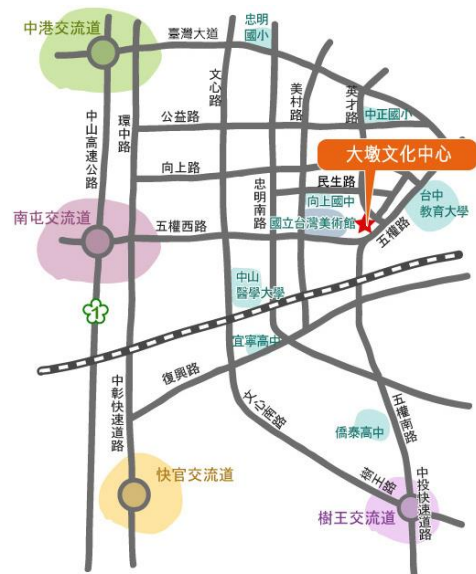 中港交流道
臺灣大道
忠明
國小
文心路
美村路
英才路
中山高速公路
環中路
公益路
中正國小
向上路
大墩文化中心
忠明南路
民生路
向上國中
台中
教育大學
南屯交流道
五權西路
國立台灣美術館
五權路
中山
醫學大學
1
宜寧高中
中彰快速道路
復興路
文心南路
五權南路
僑泰高中
快官交流道
樹王路
中投快速道路
樹王交流道